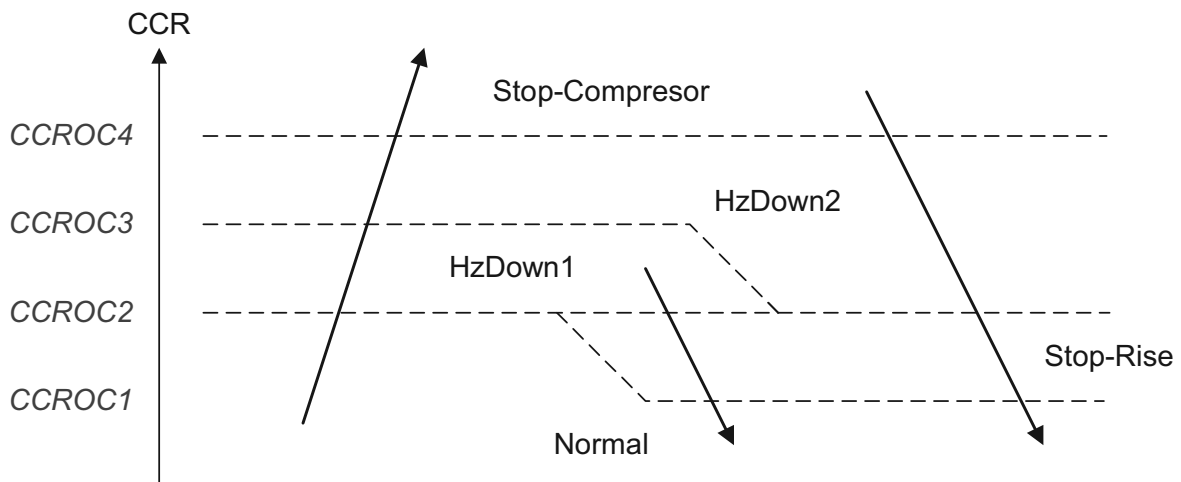 CCR
Stop-Compresor
CCROC4
HzDown2
CCROC3
HzDown1
CCROC2
Stop-Rise
CCROC1
Normal